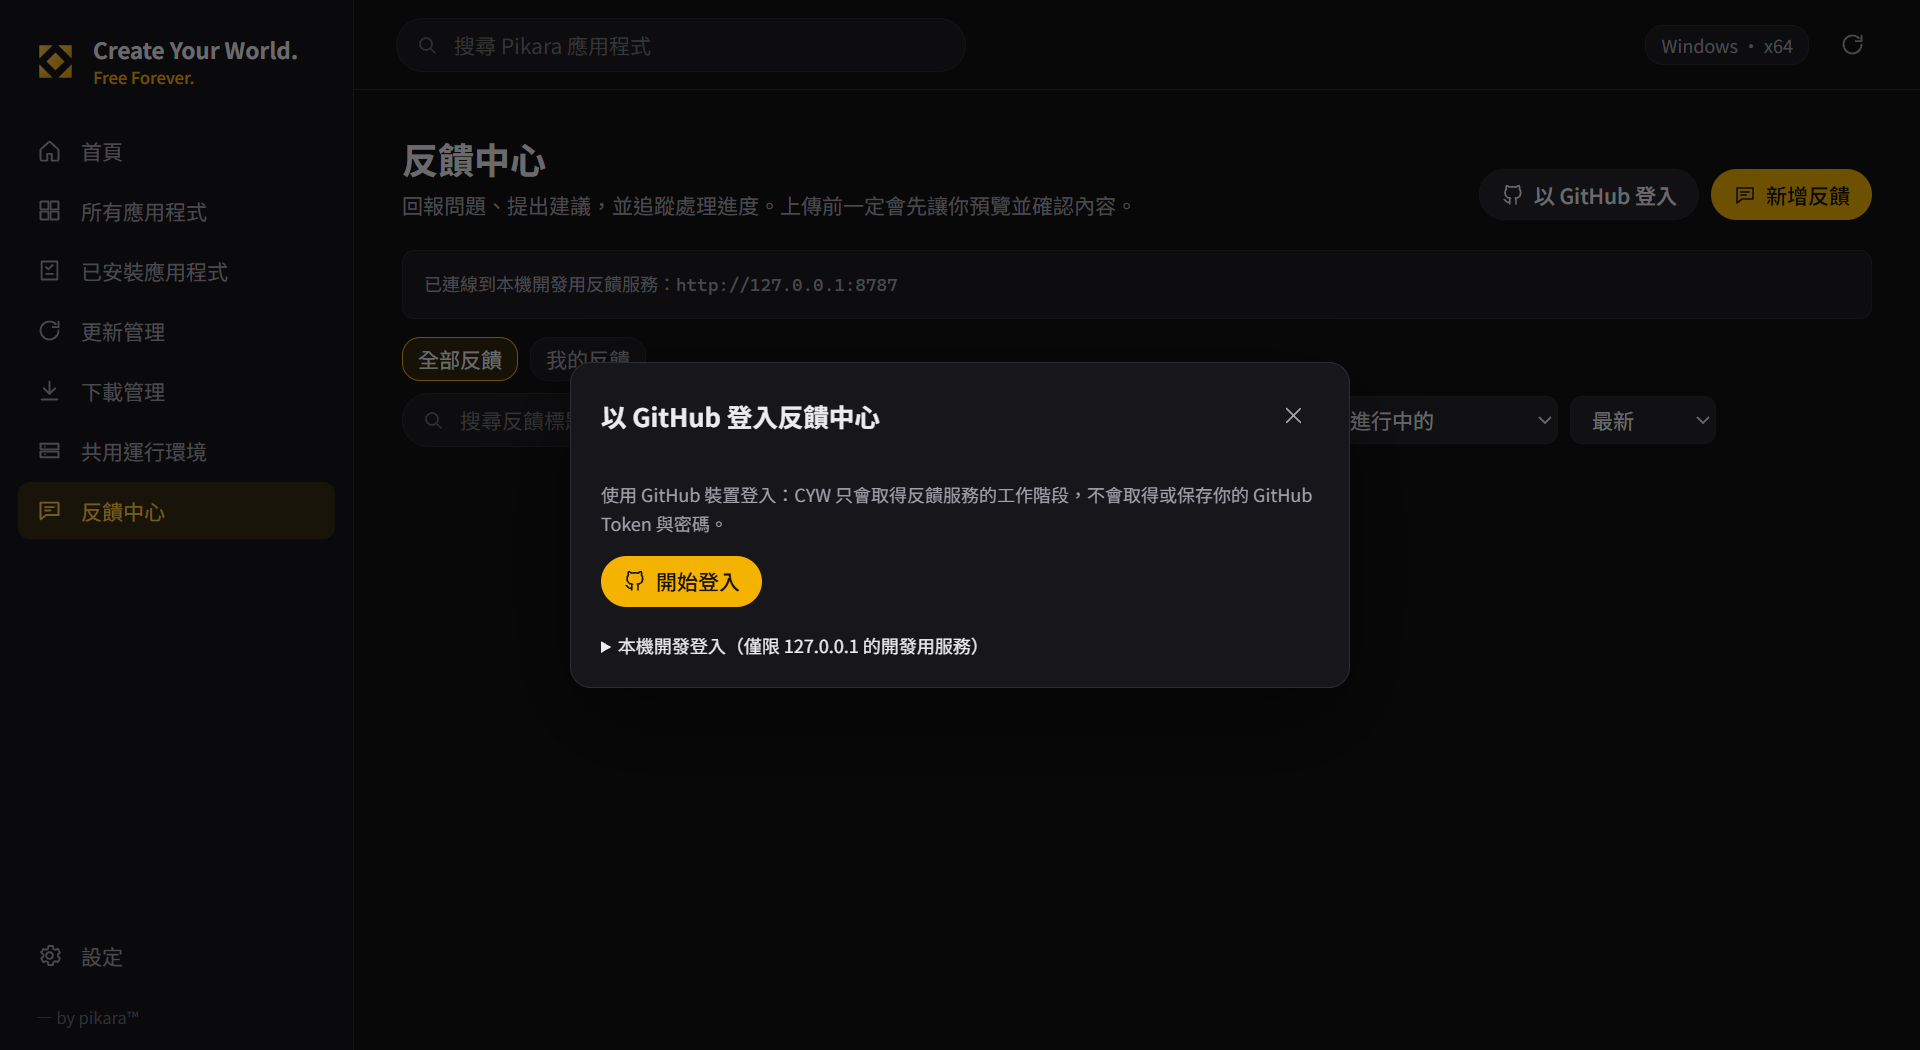 Create Your World.
Free Forever.
首頁
所有應用程式
已安裝應用程式
更新管理
下載管理
共用運行環境
反饋中心
設定
— by pikara™
搜尋 Pikara 應用程式
Windows • x64
反饋中心
回報問題、提出建議，並追蹤處理進度。上傳前一定會先讓你預覽並確認內容。
以 GitHub 登入
新增反饋
已連線到本機開發用反饋服務：http://127.0.0.1:8787
全部反饋
我的反饋
搜尋反饋標
進行中的
最新
以 GitHub 登入反饋中心
使用 GitHub 裝置登入：CYW 只會取得反饋服務的工作階段，不會取得或保存你的 GitHub
Token 與密碼。
開始登入
本機開發登入（僅限 127.0.0.1 的開發用服務）